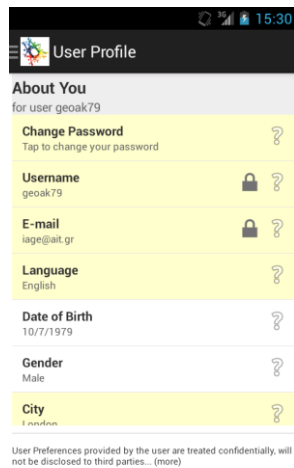 3G 15:30
User Profile
About You
for user geoak79
Change Password
Tap to change your password
Username
geoak79
E-mail
iage@ait.gr
Language
English
Date of Birth
10/7/1979
Gender
Male
City
London
User Preferences provided by the user are treated confidentially, will
not be disclosed to third parties... (more)